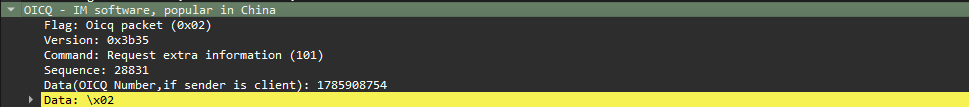 OICQ - IM software, popular in China
Flag: Oicq packet (0x02)
Version: 0x3b35
Command: Request extra information (101)
Sequence: 28831
Data(OICQ Number,if sender is client): 1785908754
Data: \x02